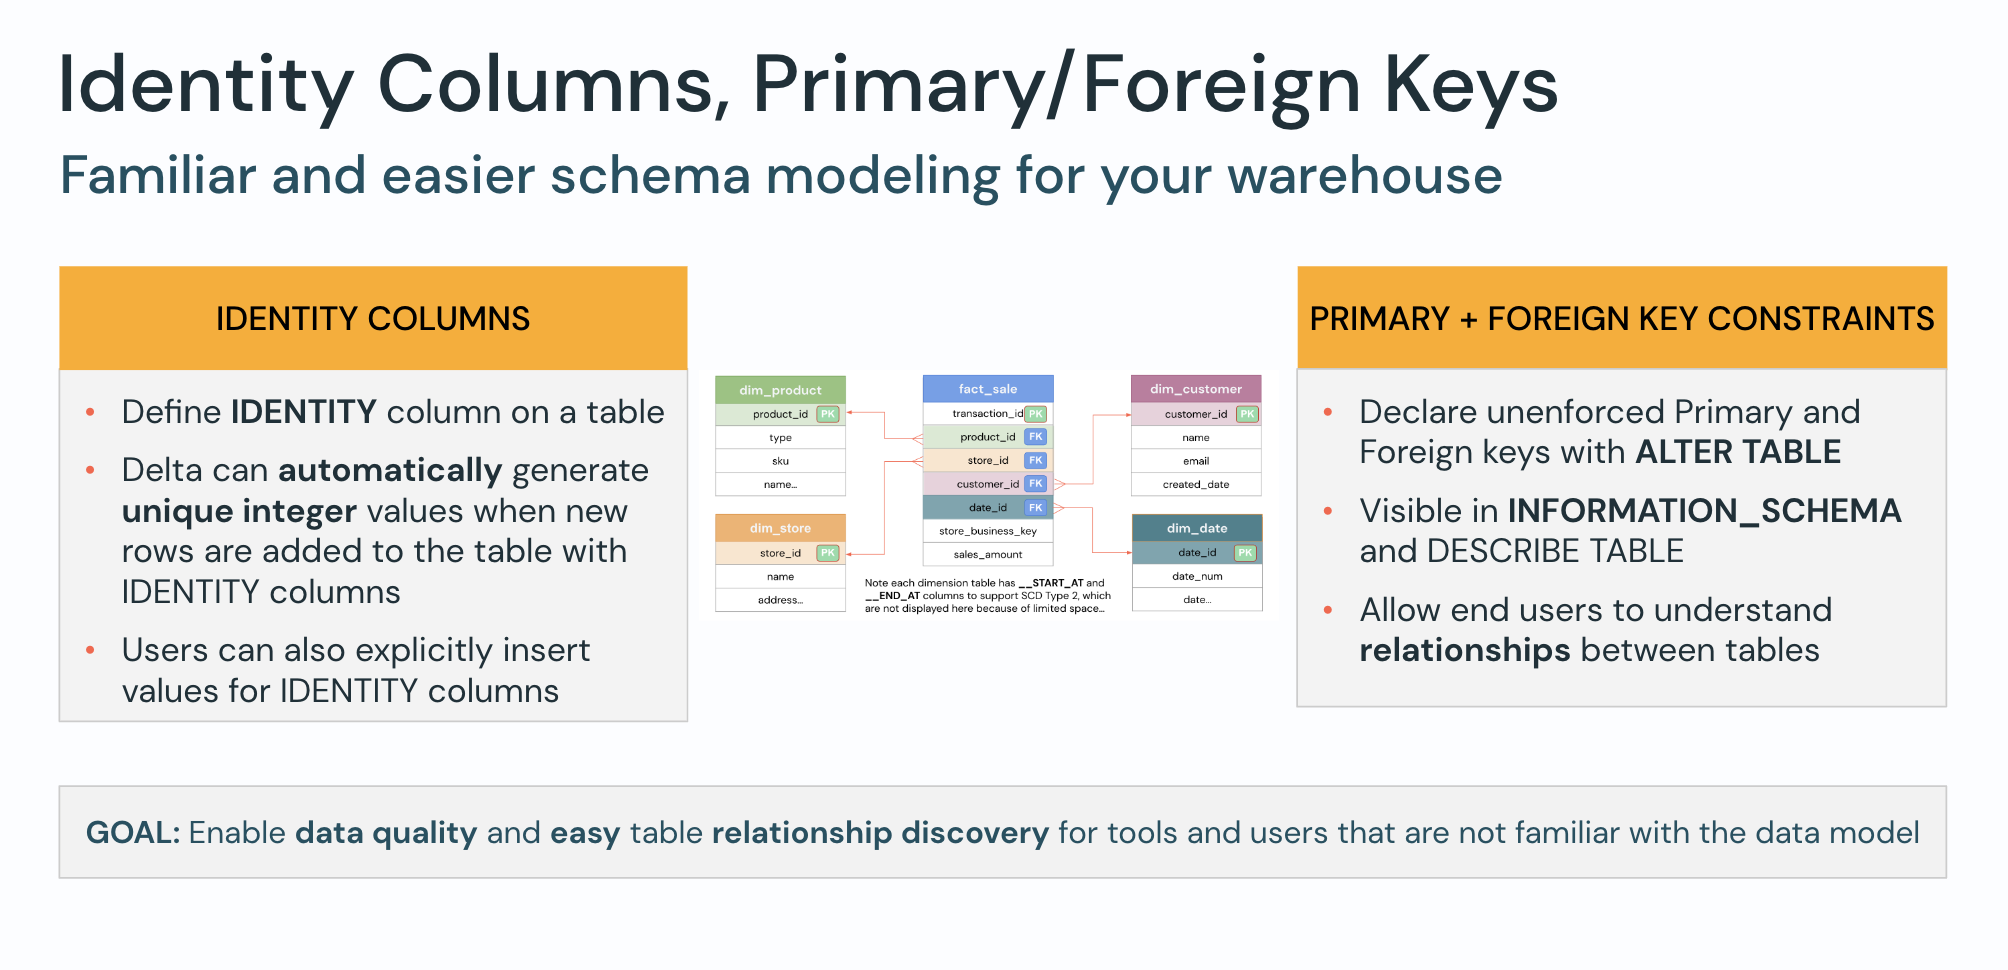 Identity Columns, Primary/Foreign Keys
Familiar and easier schema modeling for your warehouse
IDENTITY COLUMNS
• Define IDENTITY column on a table
• Delta can automatically generate
unique integer values when new
rows are added to the table with
IDENTITY columns
• Users can also explicitly insert
values for IDENTITY columns
dim_product
product_id PK
type
sku
name...
dim_store
store_id PK
name
address...
fact_sale
transaction_id PK
product_id FK
store_id FK
customer_id FK
date_id FK
store_business_key
sales_amount
dim_customer
customer_id PK
name
email
created_date
dim_date
date_id PK
date_num
date...
Note each dimension table has __START_AT and
__END_AT columns to support SCD Type 2, which
are not displayed here because of limited space...
PRIMARY + FOREIGN KEY CONSTRAINTS
• Declare unenforced Primary and
Foreign keys with ALTER TABLE
• Visible in INFORMATION_SCHEMA
and DESCRIBE TABLE
• Allow end users to understand
relationships between tables
GOAL: Enable data quality and easy table relationship discovery for tools and users that are not familiar with the data model